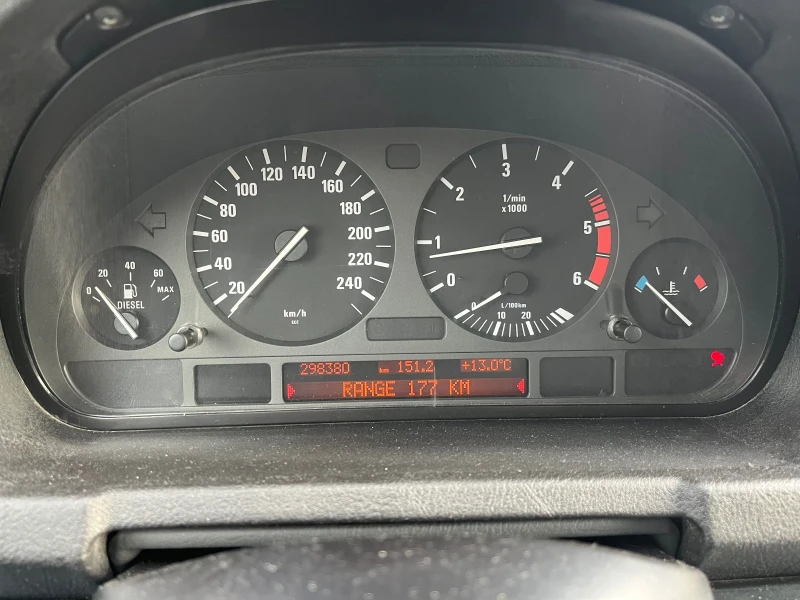 0 20 40 60 MAX
DIESEL
20 40 60 80 100 120 140 160 180 200 220 240
km/h
0 1 2 3 4 5 6
1/min
x1000
L/100km
0 10 20
298380 km 151.2 +13.0°C
RANGE 177 KM